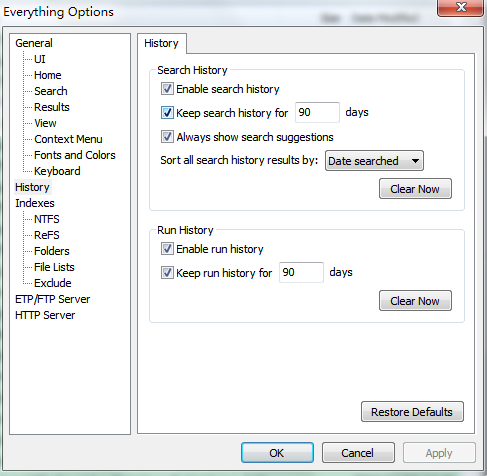 Everything Options
General
UI
Home
Search
Results
View
Context Menu
Fonts and Colors
Keyboard
History
Indexes
NTFS
ReFS
Folders
File Lists
Exclude
ETP/FTP Server
HTTP Server
History
Search History
Enable search history
Keep search history for 90 days
Always show search suggestions
Sort all search history results by: Date searched
Clear Now
Run History
Enable run history
Keep run history for 90 days
Clear Now
Restore Defaults
OK Cancel Apply